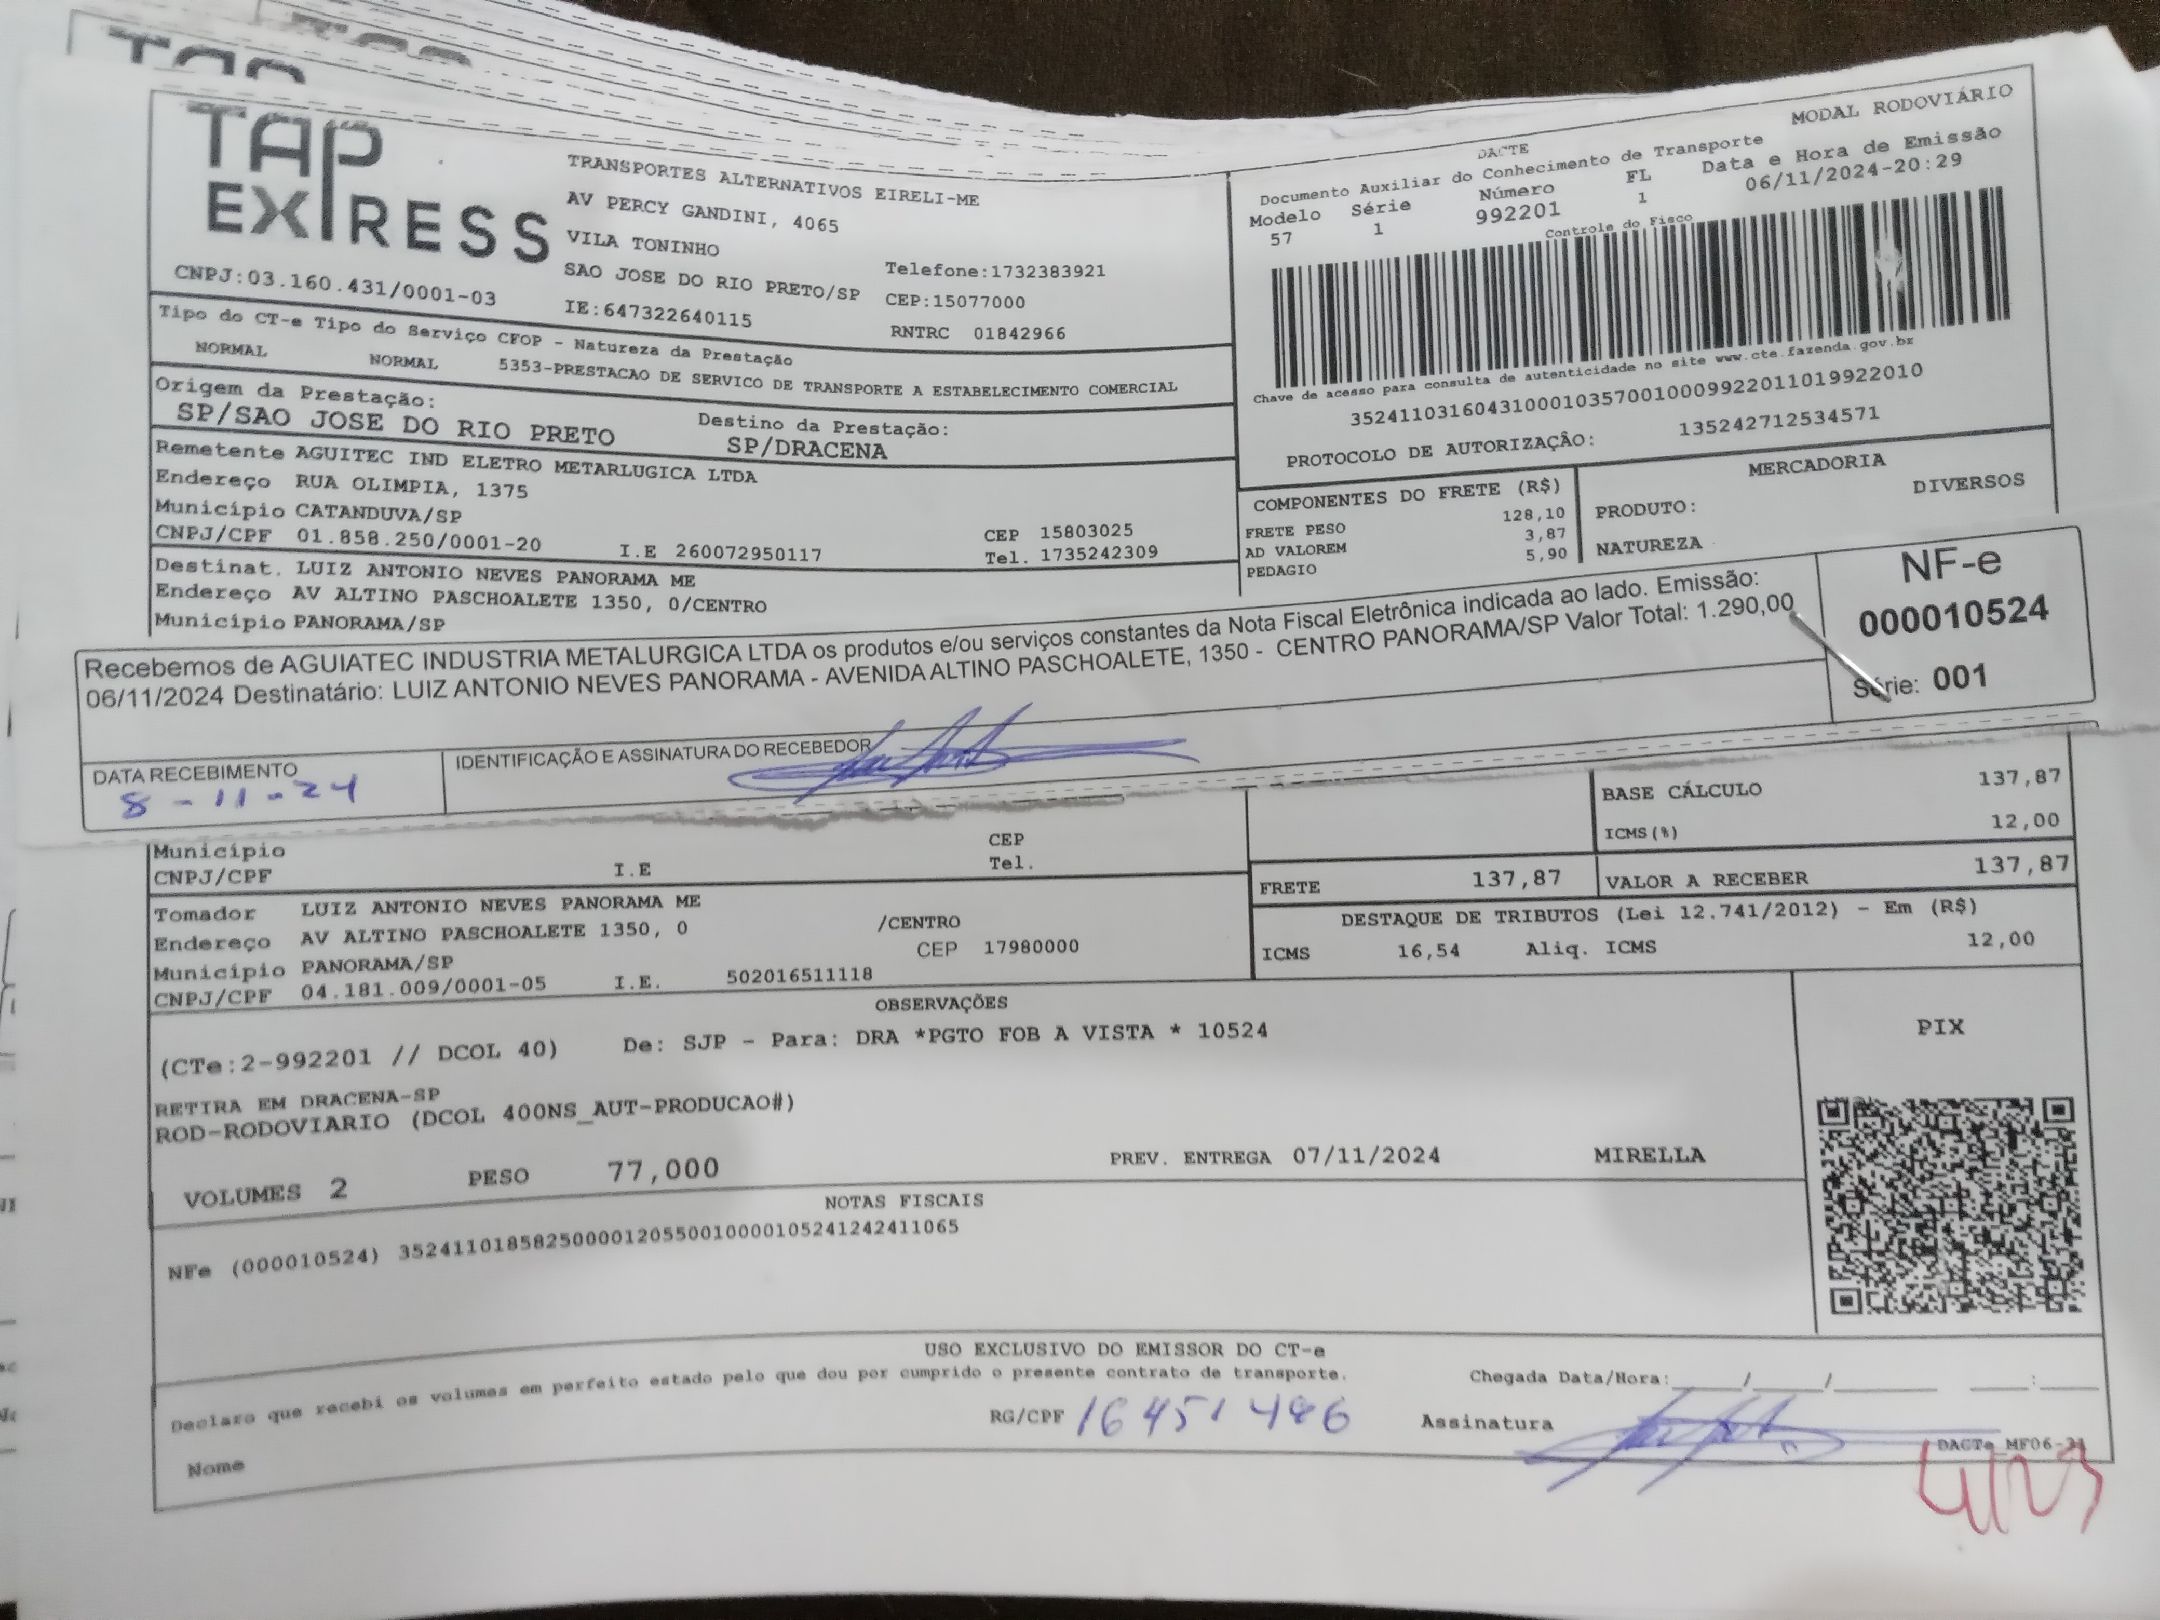 TAP
EXPRESS
CNPJ:03.160.431/0001-03
TRANSPORTES ALTERNATIVOS EIRELI-ME
AV PERCY GANDINI, 4065
VILA TONINHO
SAO JOSE DO RIO PRETO/SP
IE:647322640115
Telefone:1732383921
CEP:15077000
RNTRC 01842966
MODAL RODOVIÁRIO
DACTE
Documento Auxiliar do Conhecimento de Transporte
Modelo Série Número FL Data e Hora de Emissão
57 1 992201 1 06/11/2024-20:29
Controle do Fisco
Chave de acesso para consulta de autenticidade no site www.cte.fazenda.gov.br
35241103160431000103570010009922011019922010
PROTOCOLO DE AUTORIZAÇÃO: 135242712534571
Tipo do CT-e Tipo do Serviço CFOP - Natureza da Prestação
NORMAL NORMAL 5353-PRESTACAO DE SERVICO DE TRANSPORTE A ESTABELECIMENTO COMERCIAL
Origem da Prestação: Destino da Prestação:
SP/SAO JOSE DO RIO PRETO SP/DRACENA
Remetente AGUITEC IND ELETRO METARLUGICA LTDA
Endereço RUA OLIMPIA, 1375
Município CATANDUVA/SP CEP 15803025
CNPJ/CPF 01.858.250/0001-20 I.E 260072950117 Tel. 1735242309
Destinat. LUIZ ANTONIO NEVES PANORAMA ME
Endereço AV ALTINO PASCHOALETE 1350, 0/CENTRO
Município PANORAMA/SP
COMPONENTES DO FRETE (R$)
FRETE PESO 128,10
AD VALOREM 3,87
PEDAGIO 5,90
MERCADORIA
PRODUTO: DIVERSOS
NATUREZA
Recebemos de AGUIATEC INDUSTRIA METALURGICA LTDA os produtos e/ou serviços constantes da Nota Fiscal Eletrônica indicada ao lado. Emissão:
06/11/2024 Destinatário: LUIZ ANTONIO NEVES PANORAMA - AVENIDA ALTINO PASCHOALETE, 1350 - CENTRO PANORAMA/SP Valor Total: 1.290,00
NF-e
000010524
Série: 001
DATA RECEBIMENTO
8-11-24
IDENTIFICAÇÃO E ASSINATURA DO RECEBEDOR
BASE CÁLCULO 137,87
ICMS(%) 12,00
Município CEP
CNPJ/CPF I.E Tel.
FRETE 137,87 VALOR A RECEBER 137,87
Tomador LUIZ ANTONIO NEVES PANORAMA ME
Endereço AV ALTINO PASCHOALETE 1350, 0 /CENTRO
Município PANORAMA/SP CEP 17980000
CNPJ/CPF 04.181.009/0001-05 I.E. 502016511118
DESTAQUE DE TRIBUTOS (Lei 12.741/2012) - Em (R$)
ICMS 16,54 Aliq. ICMS 12,00
OBSERVAÇÕES
(CTe:2-992201 // DCOL 40) De: SJP - Para: DRA *PGTO FOB A VISTA * 10524
RETIRA EM DRACENA-SP
ROD-RODOVIARIO (DCOL 400NS_AUT-PRODUCAO#)
VOLUMES 2 PESO 77,000 PREV. ENTREGA 07/11/2024 MIRELLA
PIX
NOTAS FISCAIS
NFe (000010524) 35241101858250000120550010000105241242411065
USO EXCLUSIVO DO EMISSOR DO CT-e
Declaro que recebi os volumes em perfeito estado pelo que dou por cumprido o presente contrato de transporte.
Chegada Data/Hora:____/____/____ ____:____
Nome RG/CPF 16451486 Assinatura
DACTe MF06-